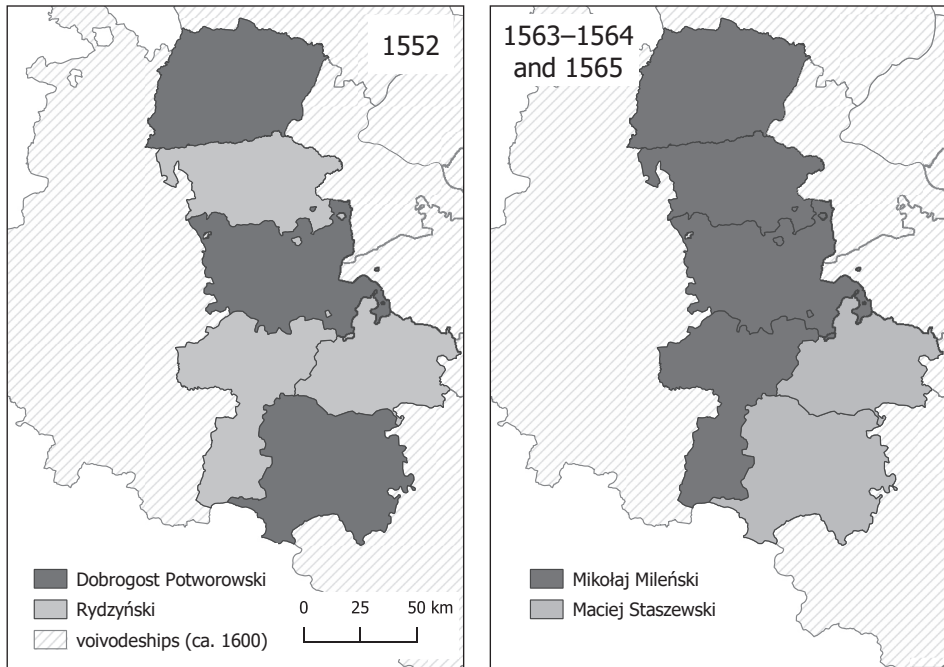 1552
Dobrogost Potworowski
Rydzyński
voivodeships (ca. 1600)
0 25 50 km
1563–1564
and 1565
Mikołaj Mileński
Maciej Staszewski